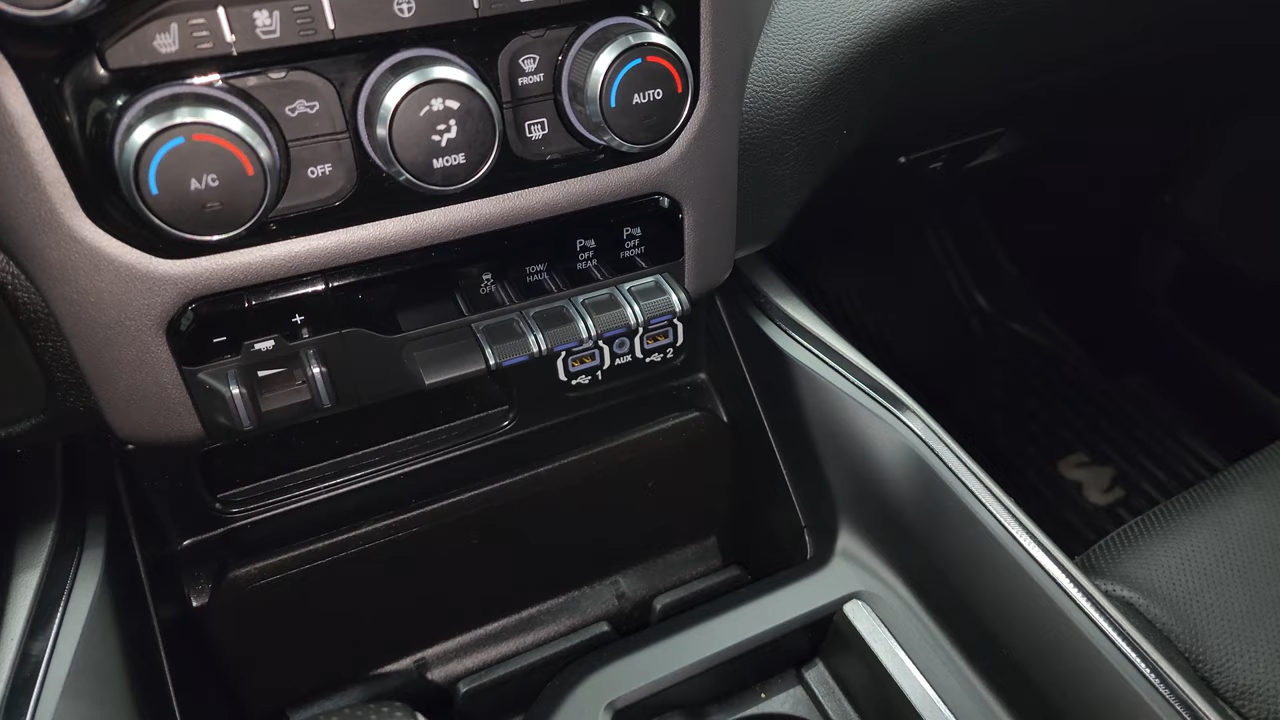 FRONT
AUTO
A/C
OFF
MODE
OFF
TOW/
HAUL
P
OFF
REAR
P
OFF
FRONT
- +
1
AUX
2